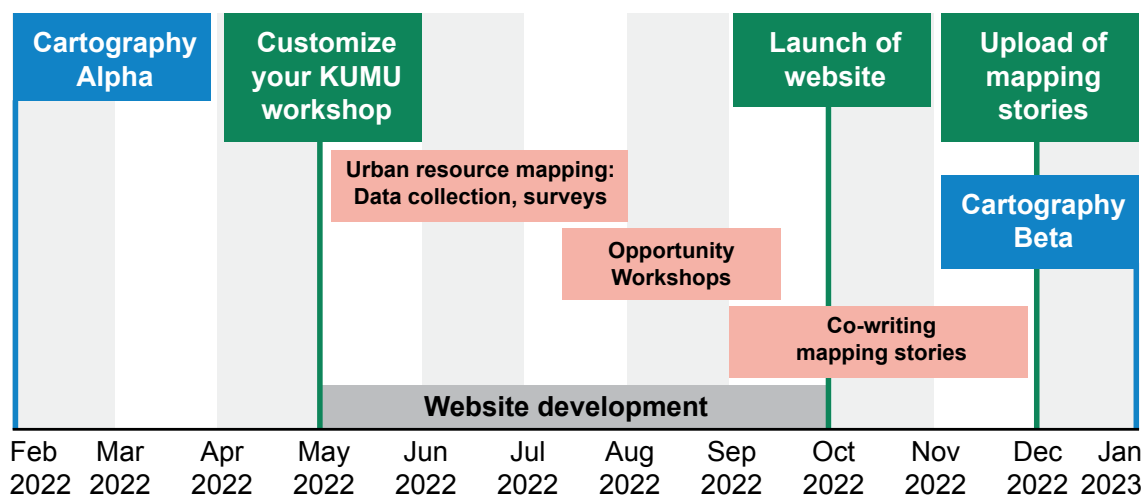 Cartography
Alpha
Customize
your KUMU
workshop
Launch of
website
Upload of
mapping
stories
Urban resource mapping:
Data collection, surveys
Cartography
Beta
Opportunity
Workshops
Co-writing
mapping stories
Website development
Feb Mar Apr May Jun Jul Aug Sep Oct Nov Dec Jan
2022 2022 2022 2022 2022 2022 2022 2022 2022 2022 2022 2023